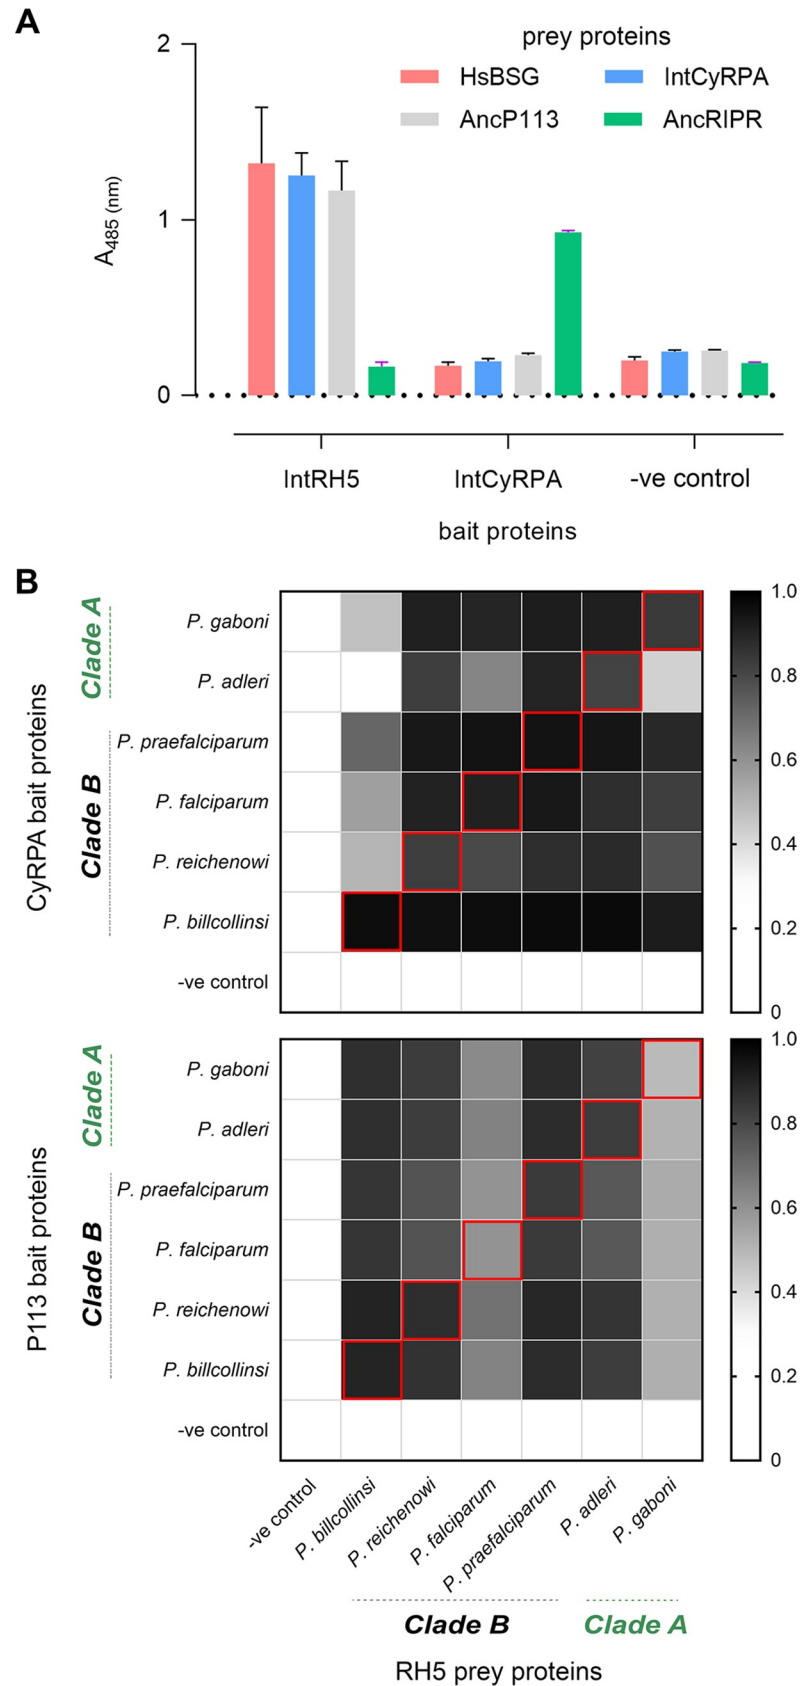 A
prey proteins
HsBSG
IntCyRPA
AncP113
AncRIPR
2
1
0
A485 (nm)
IntRH5
IntCyRPA
-ve control
bait proteins
B
CyRPA bait proteins
Clade A
Clade B
P. gaboni
P. adleri
P. praefalciparum
P. falciparum
P. reichenowi
P. billcollinsi
-ve control
1.0
0.8
0.6
0.4
0.2
0
P113 bait proteins
Clade A
Clade B
P. gaboni
P. adleri
P. praefalciparum
P. falciparum
P. reichenowi
P. billcollinsi
-ve control
1.0
0.8
0.6
0.4
0.2
0
-ve control
P. billcollinsi
P. reichenowi
P. falciparum
P. praefalciparum
P. adleri
P. gaboni
Clade B
Clade A
RH5 prey proteins